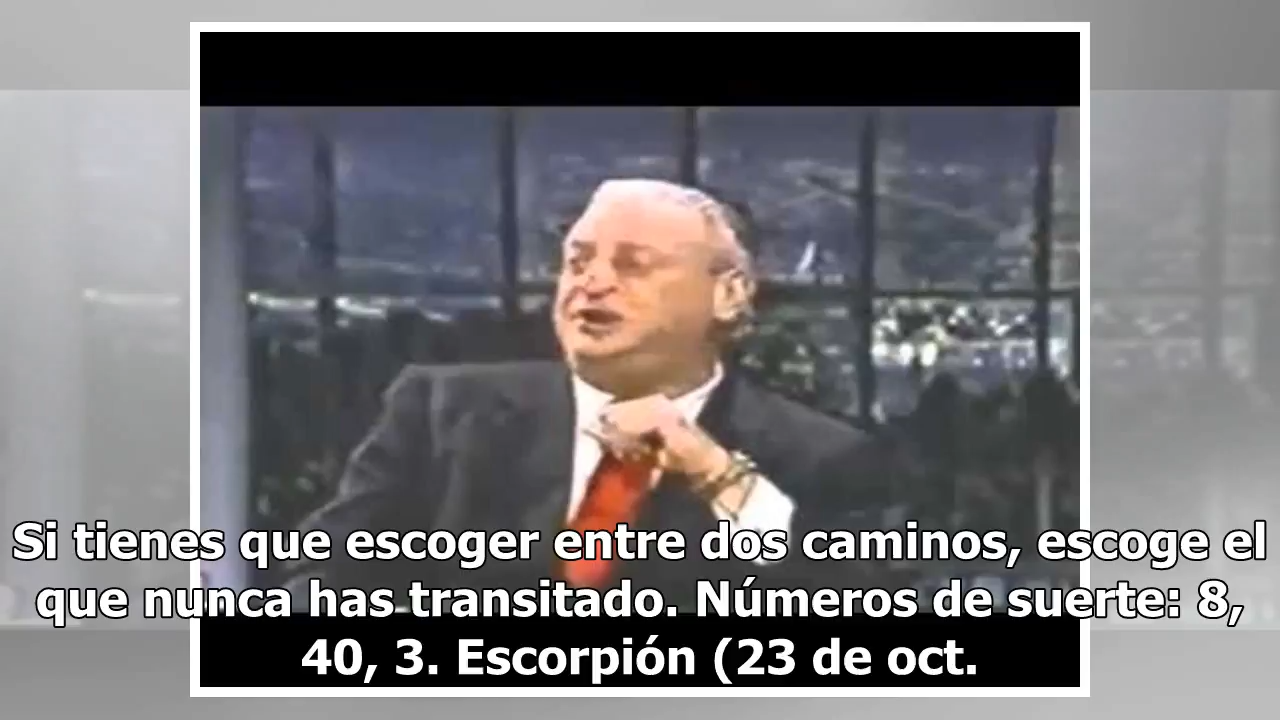 Si tienes que escoger entre dos caminos, escoge el
que nunca has transitado. Números de suerte: 8,
40, 3. Escorpión (23 de oct.